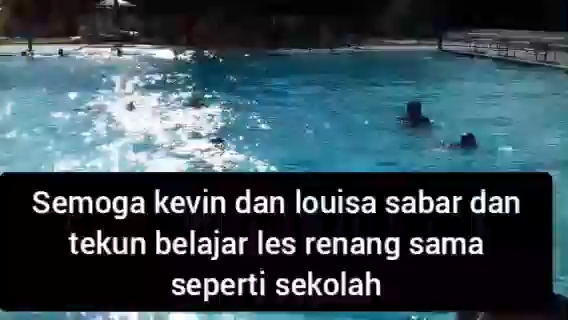 Semoga kevin dan louisa sabar dan
tekun belajar les renang sama
seperti sekolah